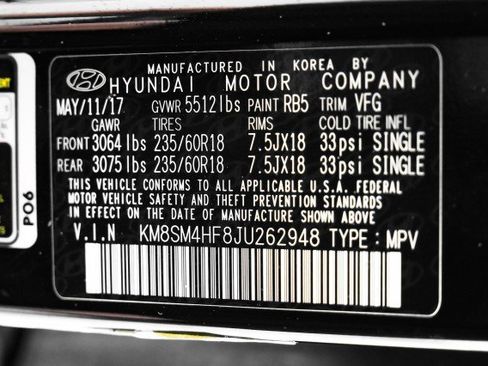 MANUFACTURED IN KOREA BY
HYUNDAI MOTOR COMPANY
MAY/11/17 GVWR 5512lbs PAINT RB5 TRIM VFG
GAWR TIRES RIMS COLD TIRE INFL
FRONT 3064 lbs 235/60R18 7.5JX18 33psi SINGLE
REAR 3075 lbs 235/60R18 7.5JX18 33psi SINGLE
THIS VEHICLE CONFORMS TO ALL APPLICABLE U.S.A. FEDERAL
MOTOR VEHICLE SAFETY AND THEFT PREVENTION STANDARDS
IN EFFECT ON THE DATE OF MANUFACTURE SHOWN ABOVE
V.I.N KM8SM4HF8JU262948 TYPE : MPV
PO6